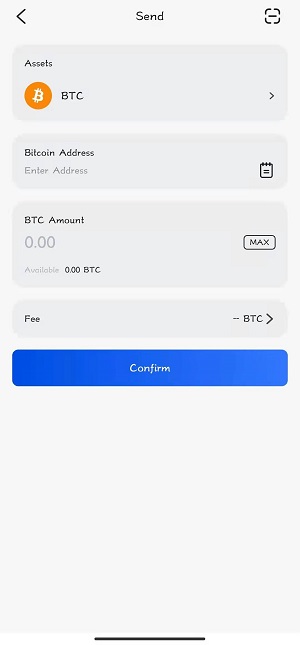 Send
Assets
BTC
Bitcoin Address
Enter Address
BTC Amount
0.00
MAX
Available 0.00 BTC
Fee
-- BTC
Confirm